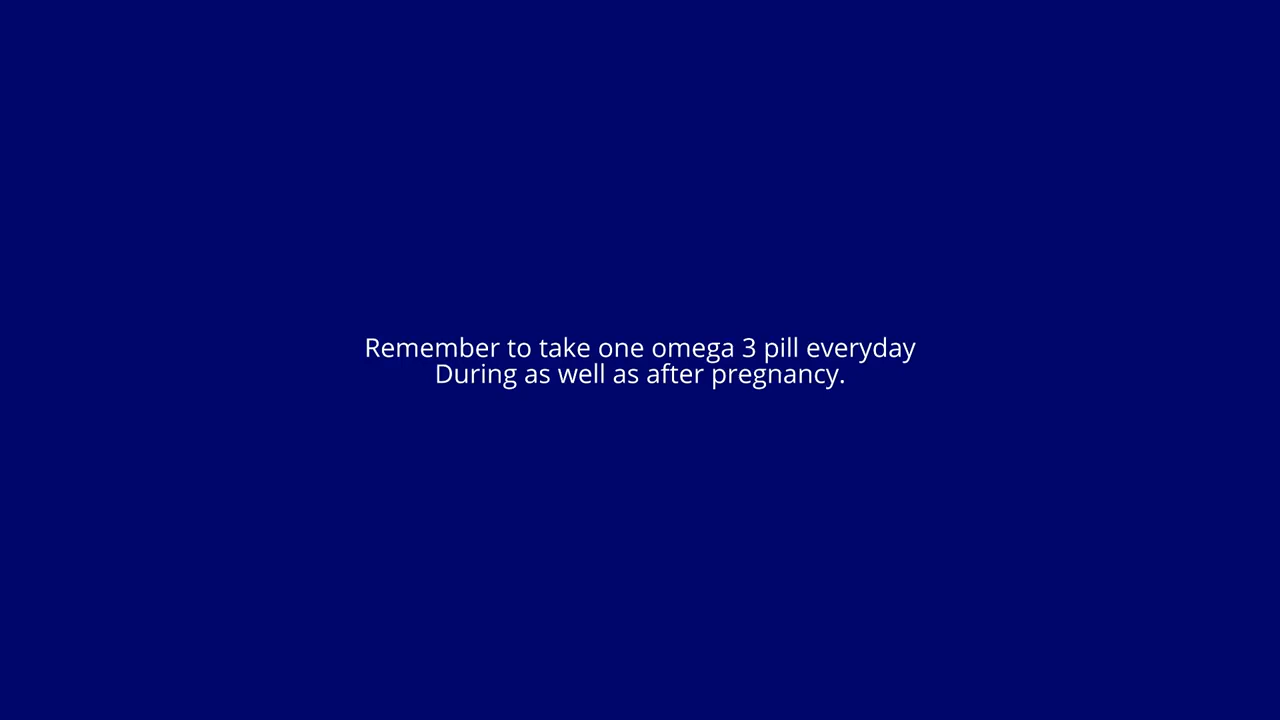 Remember to take one omega 3 pill everyday
During as well as after pregnancy.